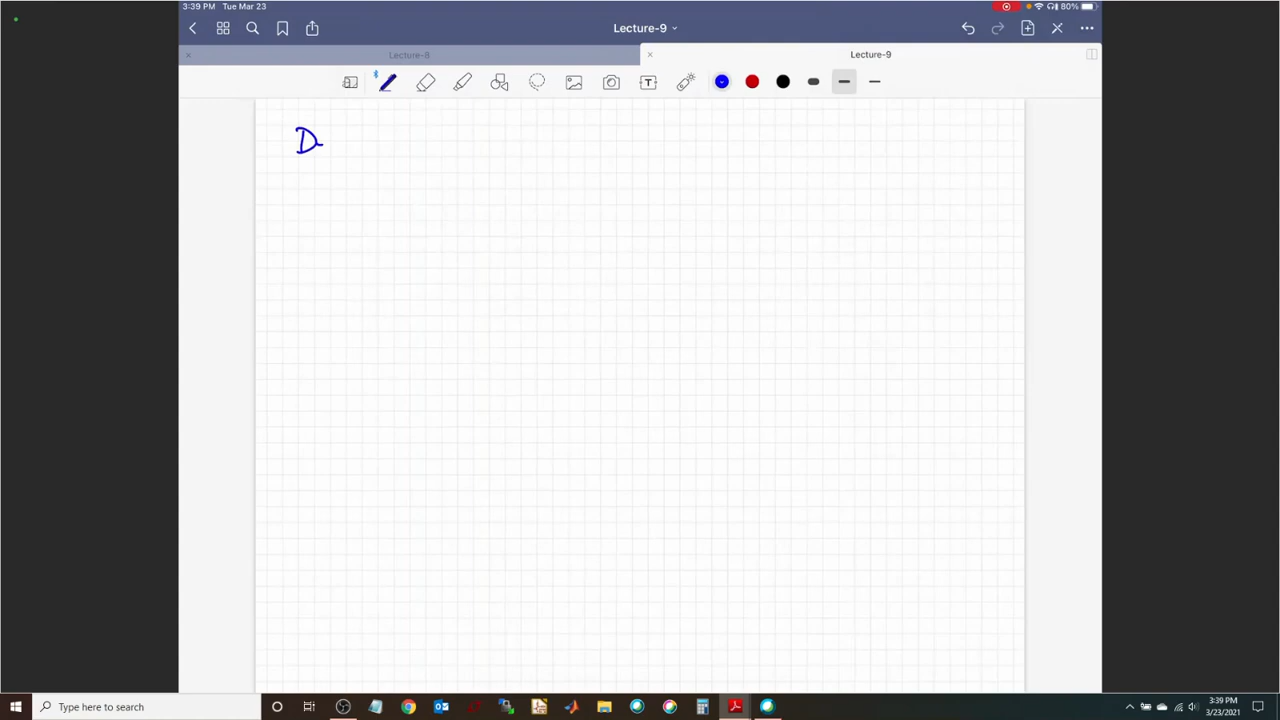 3:39 PM Tue Mar 23
80%
Lecture-9
Lecture-8
Lecture-9
T
D
Type here to search
3:39 PM
3/23/2021